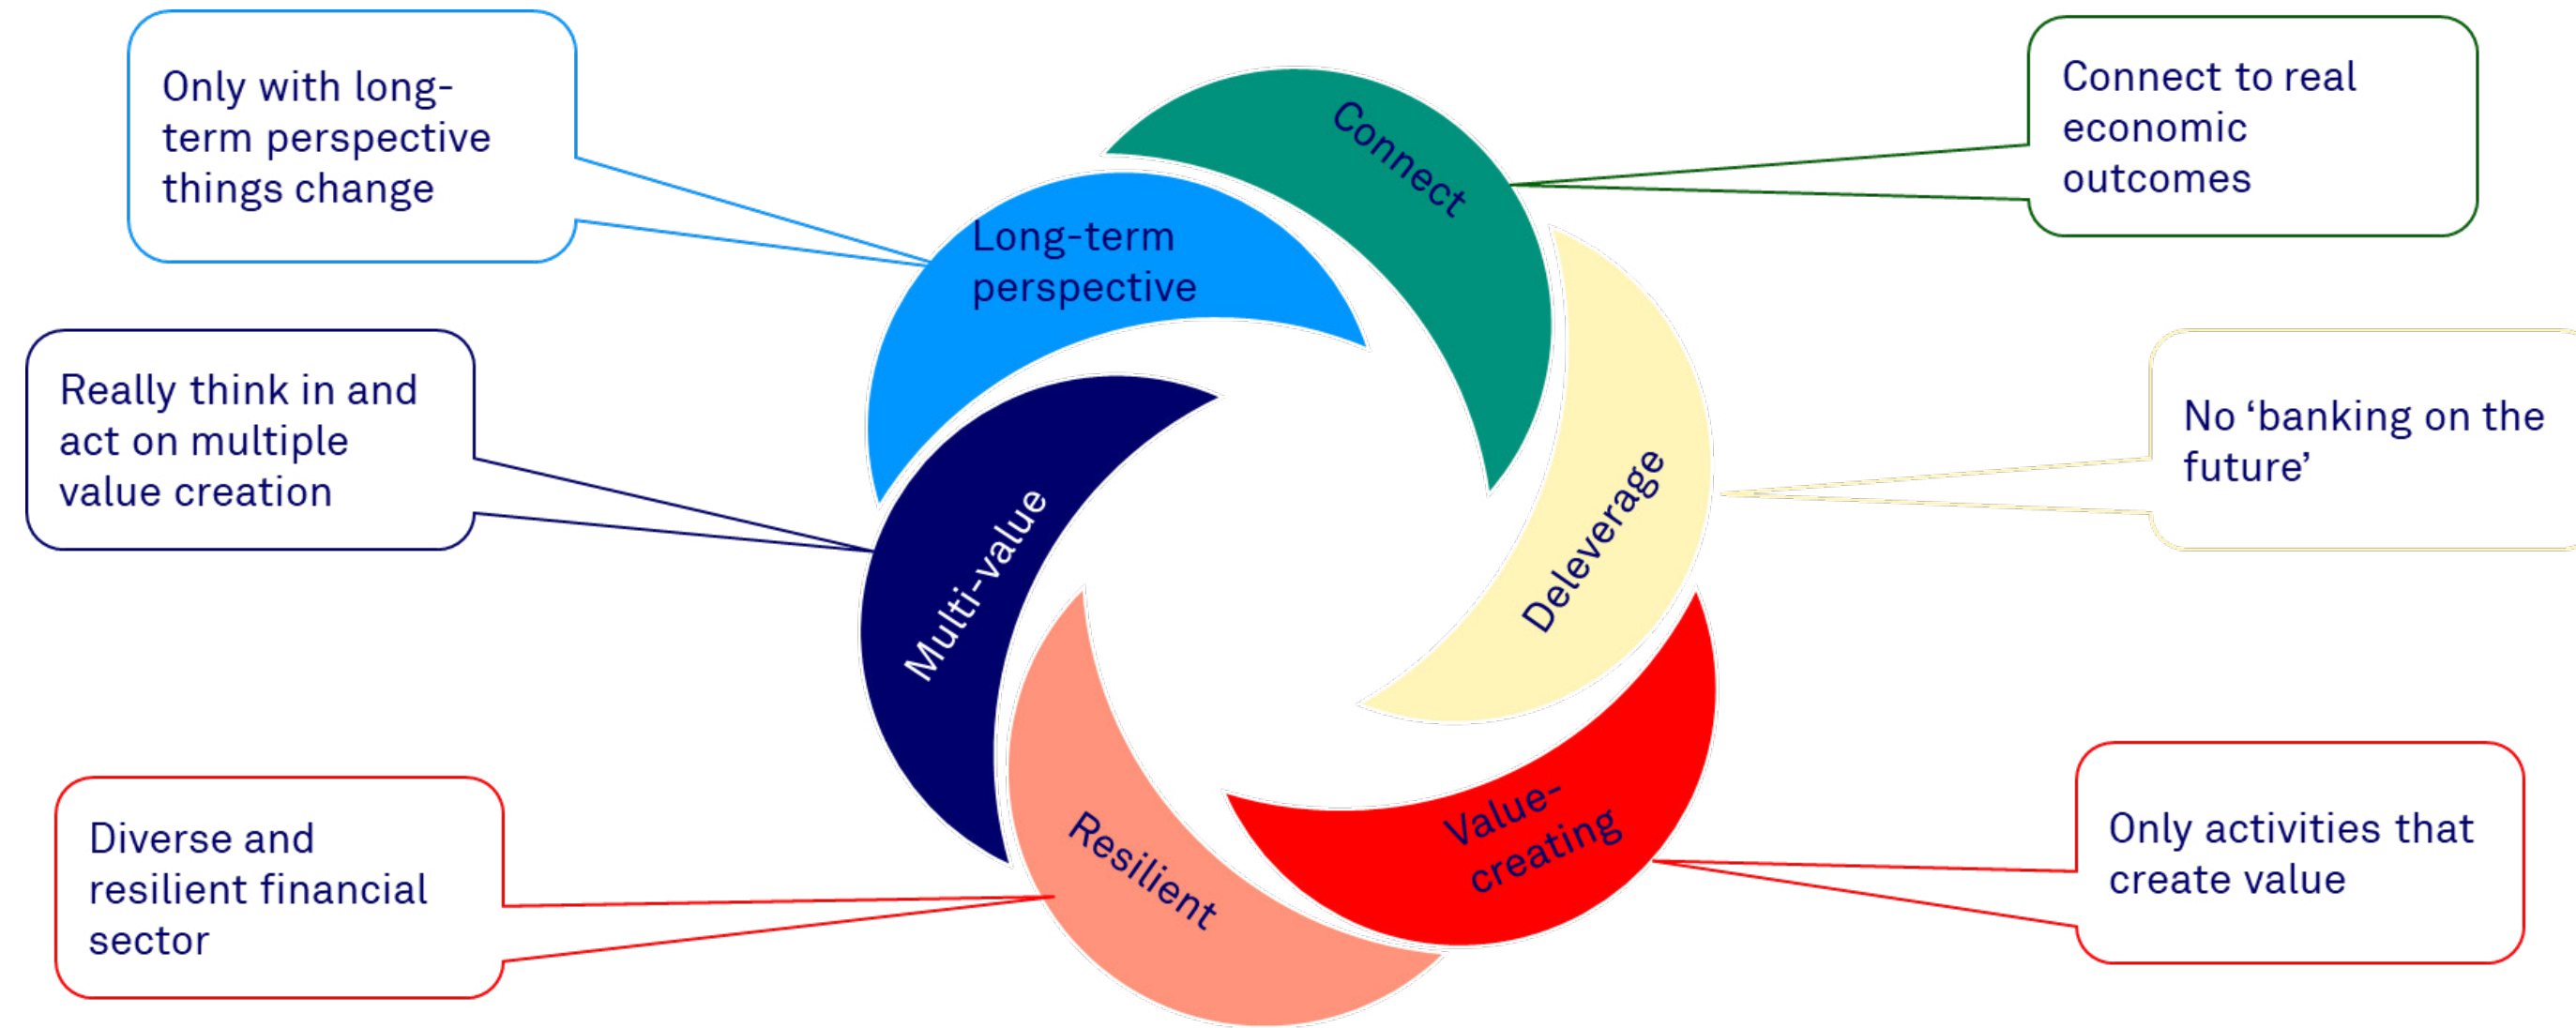 Only with long-
term perspective
things change
Connect to real
economic
outcomes
Connect
Long-term
perspective
Really think in and
act on multiple
value creation
No ‘banking on the
future’
Deleverage
Multi-value
Diverse and
resilient financial
sector
Resilient
Value-
creating
Only activities that
create value